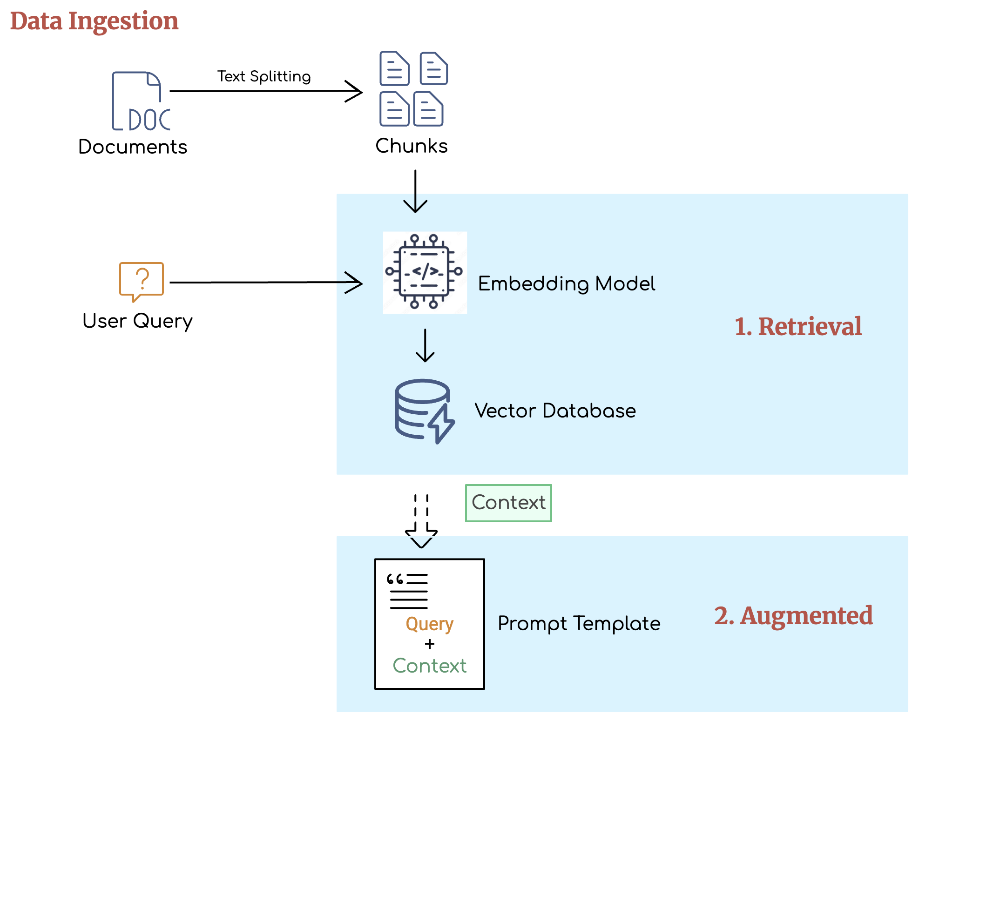 Data Ingestion
Text Splitting
DOC
Documents
Chunks
?
User Query
</>
Embedding Model
1. Retrieval
Vector Database
Context
“
Query
+
Context
Prompt Template
2. Augmented